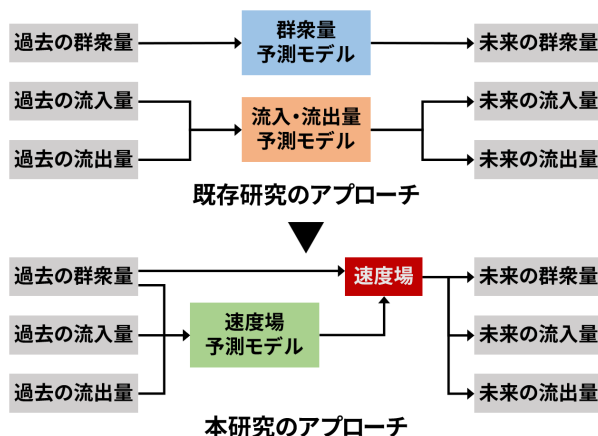 過去の群衆量
群衆量
予測モデル
未来の群衆量
過去の流入量
流入・流出量
予測モデル
未来の流入量
過去の流出量
未来の流出量
既存研究のアプローチ
過去の群衆量
速度場
未来の群衆量
過去の流入量
速度場
予測モデル
未来の流入量
過去の流出量
未来の流出量
本研究のアプローチ